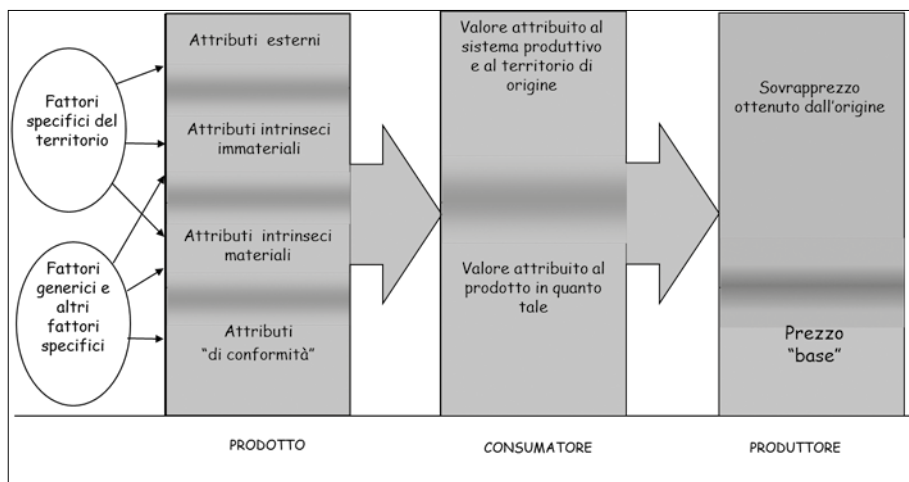 Fattori
specifici del
territorio
Fattori
generici e
altri
fattori
specifici
Attributi esterni
Attributi intrinseci
immateriali
Attributi intrinseci
materiali
Attributi
“di conformità”
Valore attribuito al
sistema produttivo
e al territorio di
origine
Valore attribuito al
prodotto in quanto
tale
Sovrapprezzo
ottenuto dall’origine
Prezzo
“base”
PRODOTTO
CONSUMATORE
PRODUTTORE